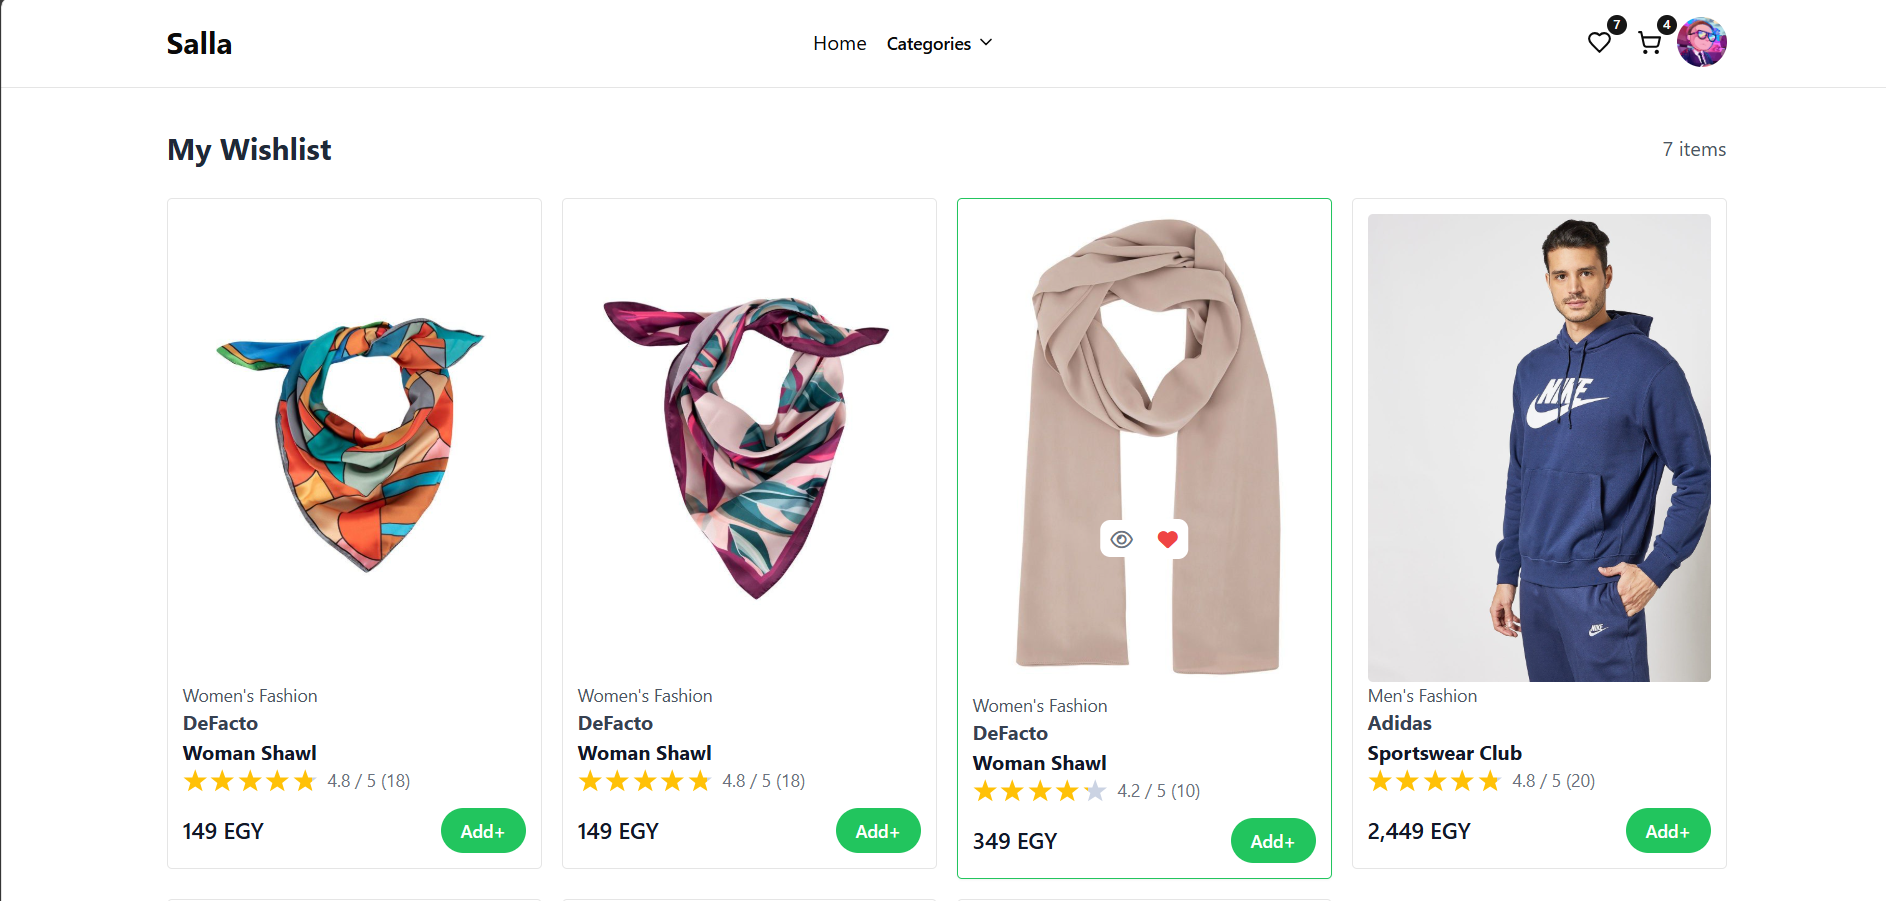 Salla
Home Categories
7
4
My Wishlist
7 items
Women's Fashion
DeFacto
Woman Shawl
4.8 / 5 (18)
149 EGY
Add+
Women's Fashion
DeFacto
Woman Shawl
4.8 / 5 (18)
149 EGY
Add+
Women's Fashion
DeFacto
Woman Shawl
4.2 / 5 (10)
349 EGY
Add+
NIKE
NIKE
Men's Fashion
Adidas
Sportswear Club
4.8 / 5 (20)
2,449 EGY
Add+